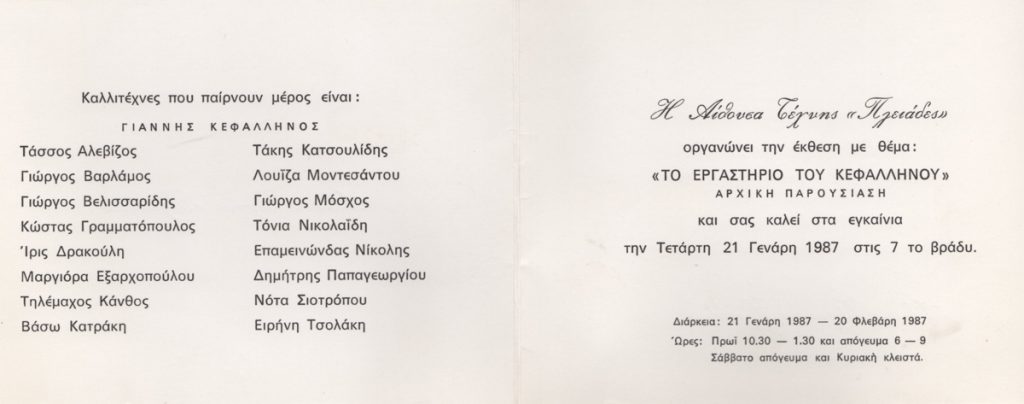 Καλλιτέχνες που παίρνουν μέρος είναι:
ΓΙΑΝΝΗΣ ΚΕΦΑΛΛΗΝΟΣ
Τάσσος Αλεβίζος
Γιώργος Βαρλάμος
Γιώργος Βελισσαρίδης
Κώστας Γραμματόπουλος
Ίρις Δρακούλη
Μαργιόρα Εξαρχοπούλου
Τηλέμαχος Κάνθος
Βάσω Κατράκη
Τάκης Κατσουλίδης
Λουΐζα Μοντεσάντου
Γιώργος Μόσχος
Τόνια Νικολαΐδη
Επαμεινώνδας Νίκολης
Δημήτρης Παπαγεωργίου
Νότα Σιοτρόπου
Ειρήνη Τσολάκη
Η Αίθουσα Τέχνης «Πλειάδες»
οργανώνει την έκθεση με θέμα:
«ΤΟ ΕΡΓΑΣΤΗΡΙΟ ΤΟΥ ΚΕΦΑΛΛΗΝΟΥ»
ΑΡΧΙΚΗ ΠΑΡΟΥΣΙΑΣΗ
και σας καλεί στα εγκαίνια
την Τετάρτη 21 Γενάρη 1987 στις 7 το βράδυ.
Διάρκεια: 21 Γενάρη 1987 — 20 Φλεβάρη 1987
Ώρες: Πρωί 10.30 — 1.30 και απόγευμα 6 — 9
Σάββατο απόγευμα και Κυριακή κλειστά.